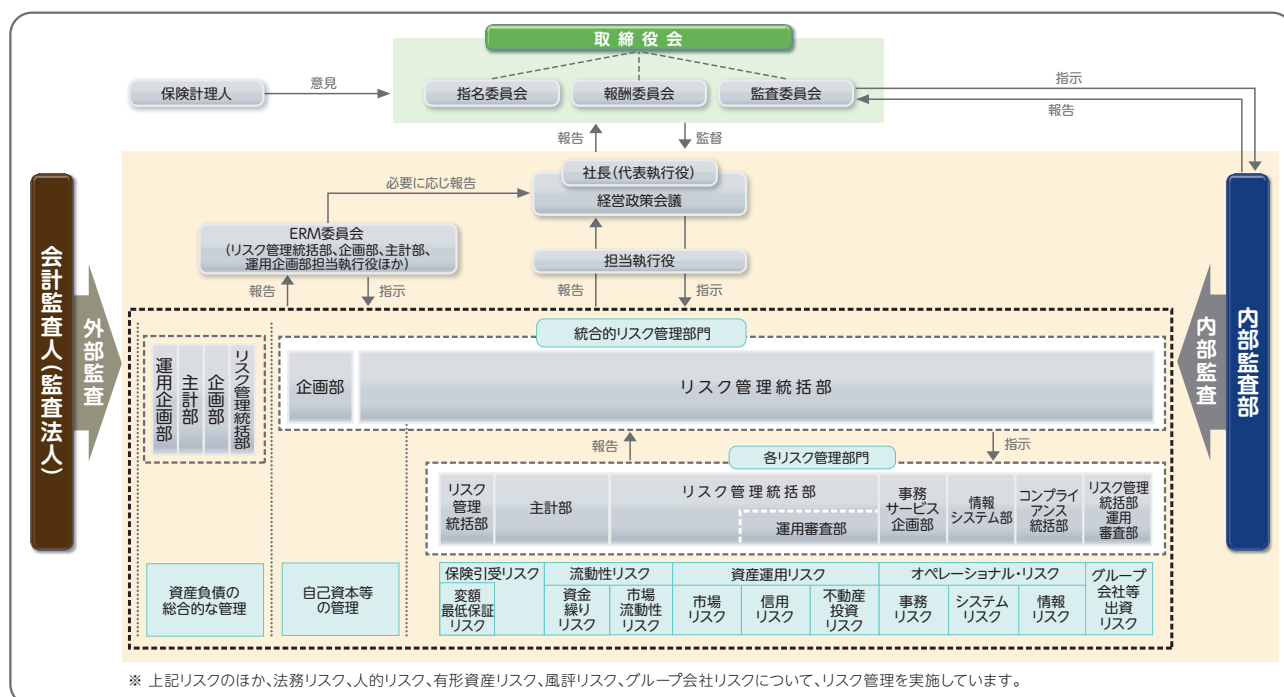 取締役会
保険計理人
意見
指名委員会
報酬委員会
監査委員会
指示
報告
報告
監督
社長(代表執行役)
経営政策会議
必要に応じ報告
ERM委員会
(リスク管理統括部、企画部、主計部、
運用企画部担当執行役ほか)
担当執行役
報告
指示
報告
指示
会計監査人(監査法人)
外部監査
内部監査
内部監査部
統合的リスク管理部門
運用企画部
主計部
企画部
リスク管理統括部
企画部
リスク管理統括部
報告
指示
各リスク管理部門
リスク
管理
統括部
主計部
リスク管理統括部
運用審査部
事務
サービス
企画部
情報
システム部
コンプライ
アンス
統括部
リスク管理
統括部
運用
審査部
資産負債の
総合的な管理
自己資本等
の管理
保険引受リスク
変額
最低保証
リスク
流動性リスク
資金
繰り
リスク
市場
流動性
リスク
資産運用リスク
市場
リスク
信用
リスク
不動産
投資
リスク
オペレーショナル・リスク
事務
リスク
システム
リスク
情報
リスク
グループ
会社等
出資
リスク
※ 上記リスクのほか、法務リスク、人的リスク、有形資産リスク、風評リスク、グループ会社リスクについて、リスク管理を実施しています。